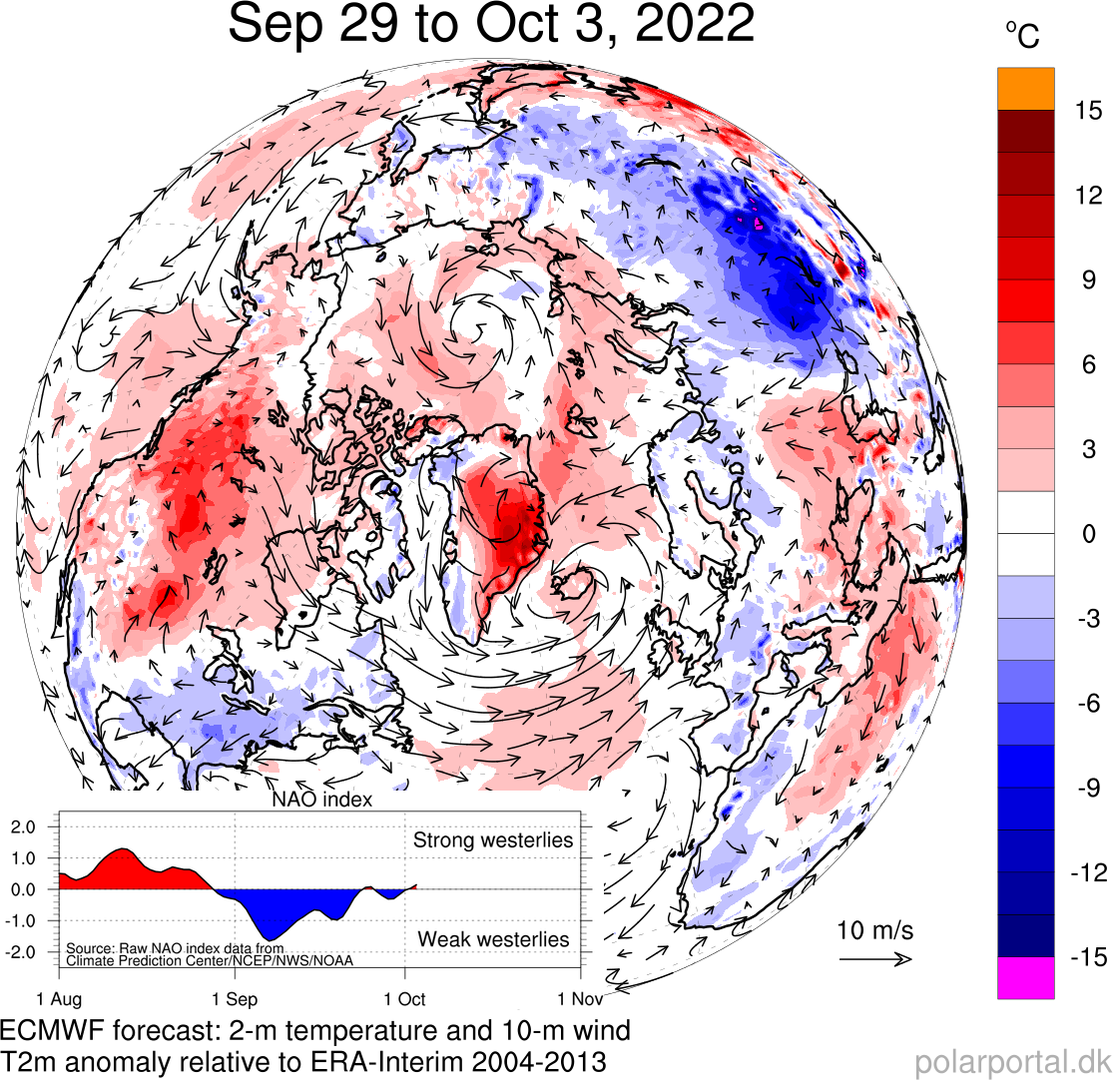 Sep 29 to Oct 3, 2022
°C
15
12
9
6
3
0
-3
-6
-9
-12
-15
10 m/s
NAO index
2.0
1.0
0.0
-1.0
-2.0
Strong westerlies
Weak westerlies
Source: Raw NAO index data from
Climate Prediction Center/NCEP/NWS/NOAA
1 Aug
1 Sep
1 Oct
1 Nov
ECMWF forecast: 2-m temperature and 10-m wind
T2m anomaly relative to ERA-Interim 2004-2013
polarportal.dk